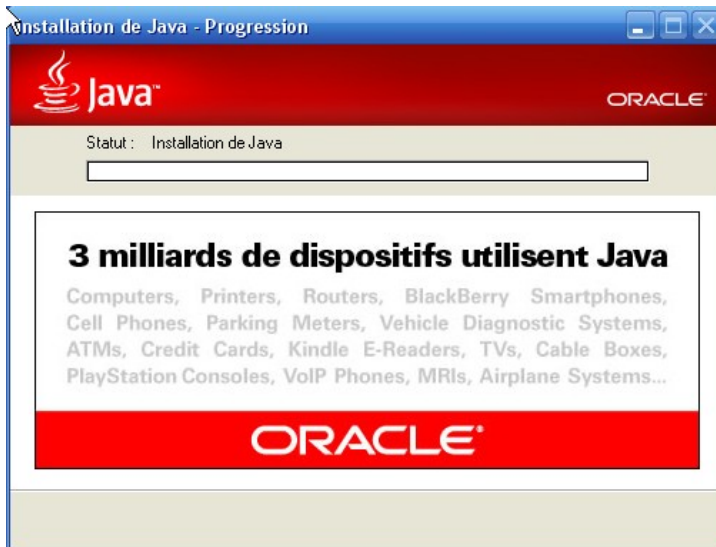 Installation de Java - Progression
Java™
ORACLE®
Statut : Installation de Java
3 milliards de dispositifs utilisent Java
Computers, Printers, Routers, BlackBerry Smartphones,
Cell Phones, Parking Meters, Vehicle Diagnostic Systems,
ATMs, Credit Cards, Kindle E-Readers, TVs, Cable Boxes,
PlayStation Consoles, VoIP Phones, MRIs, Airplane Systems...
ORACLE®